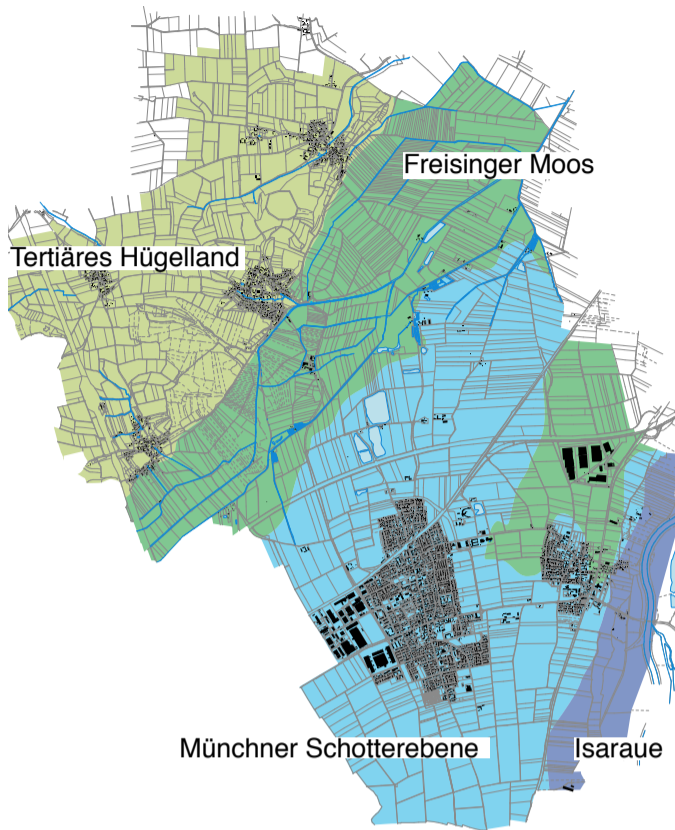 Freisinger Moos
Tertiäres Hügelland
Münchner Schotterebene
Isaraue